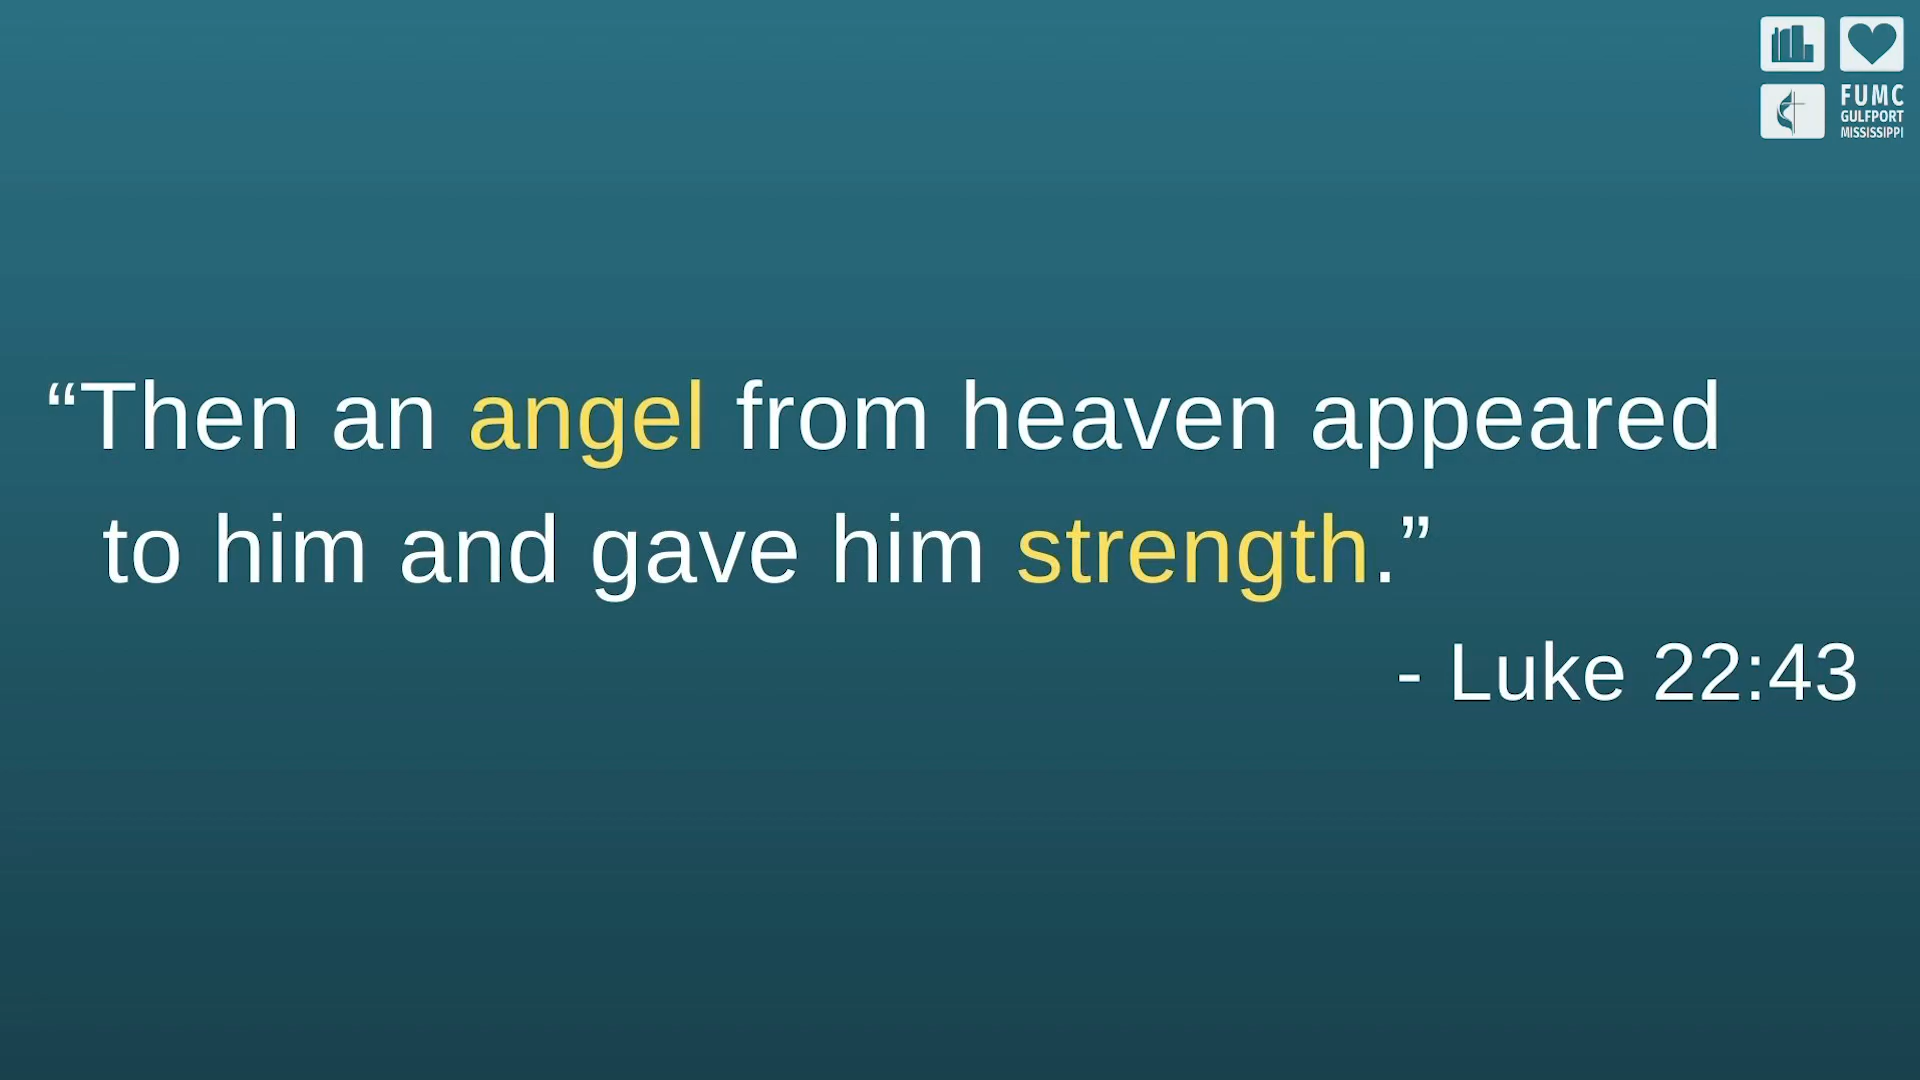 FUMC
GULFPORT
MISSISSIPPI
“Then an angel from heaven appeared
to him and gave him strength.”
- Luke 22:43